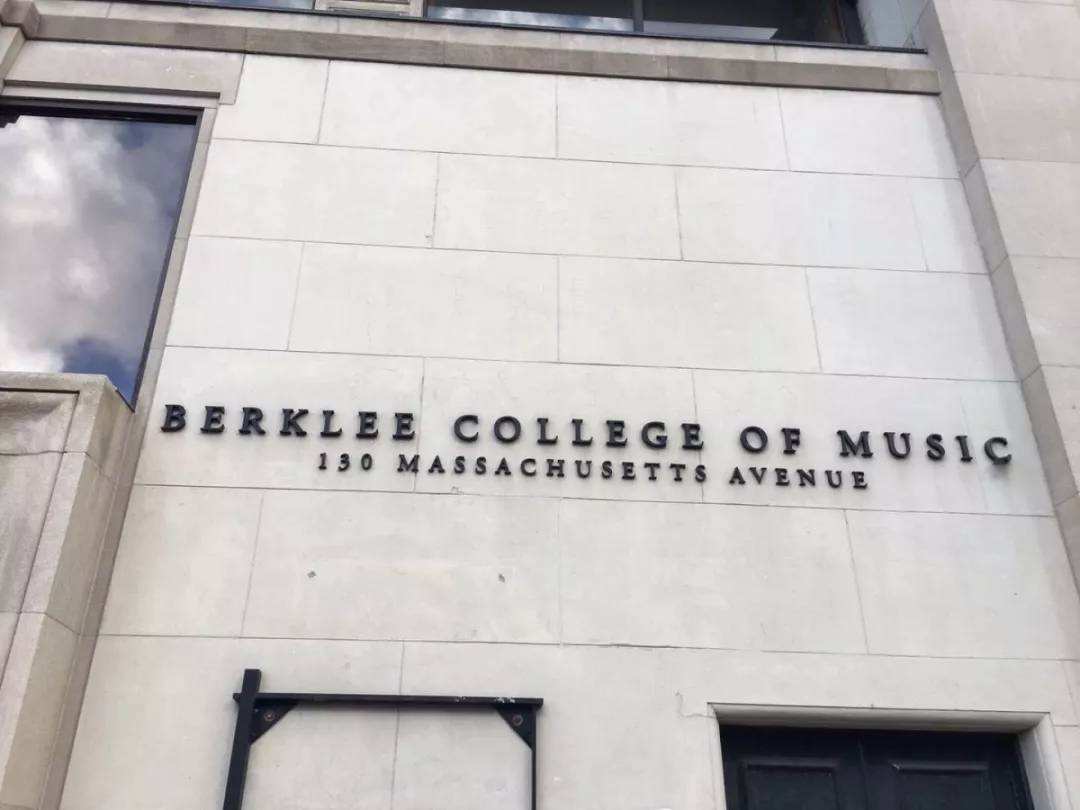 BERKLEE COLLEGE OF MUSIC
130 MASSACHUSETTS AVENUE